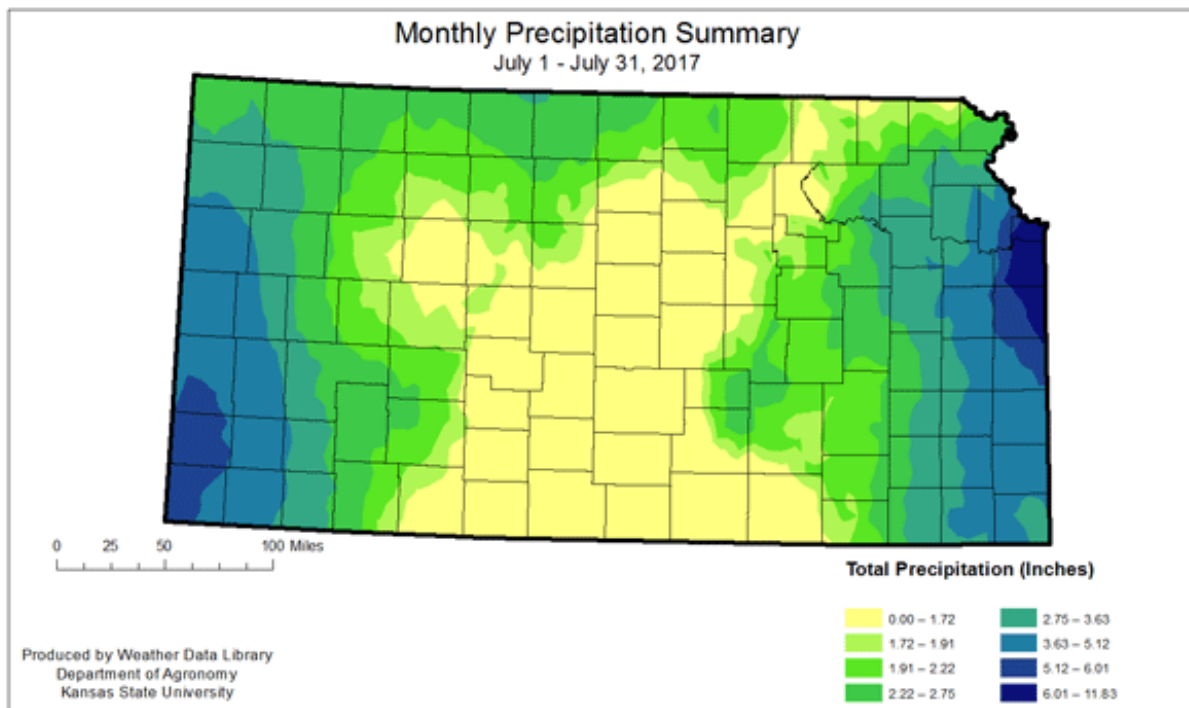 Monthly Precipitation Summary
July 1 - July 31, 2017
0 25 50 100 Miles
Total Precipitation (Inches)
0.00 – 1.72
1.72 – 1.91
1.91 – 2.22
2.22 – 2.75
2.75 – 3.63
3.63 – 5.12
5.12 – 6.01
6.01 – 11.83
Produced by Weather Data Library
Department of Agronomy
Kansas State University